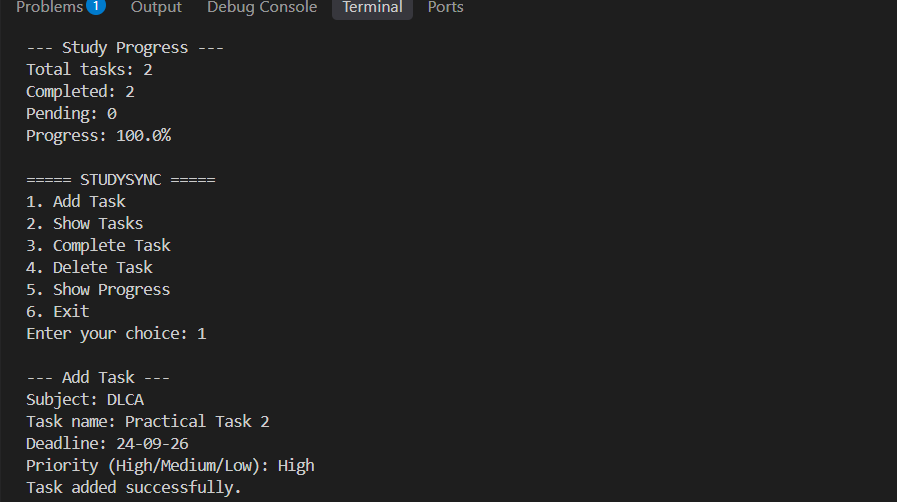 Problems 1 Output Debug Console Terminal Ports
--- Study Progress ---
Total tasks: 2
Completed: 2
Pending: 0
Progress: 100.0%
===== STUDYSYNC =====
1. Add Task
2. Show Tasks
3. Complete Task
4. Delete Task
5. Show Progress
6. Exit
Enter your choice: 1
--- Add Task ---
Subject: DLCA
Task name: Practical Task 2
Deadline: 24-09-26
Priority (High/Medium/Low): High
Task added successfully.